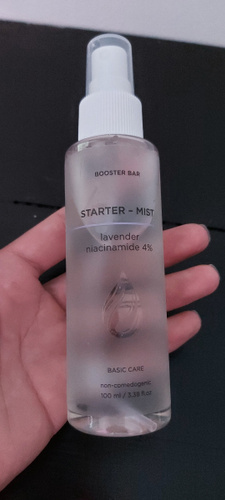 BOOSTER BAR
STARTER – MIST
lavender
niacinamide 4%
BASIC CARE
non-comedogenic
100 ml / 3,38 fl.oz